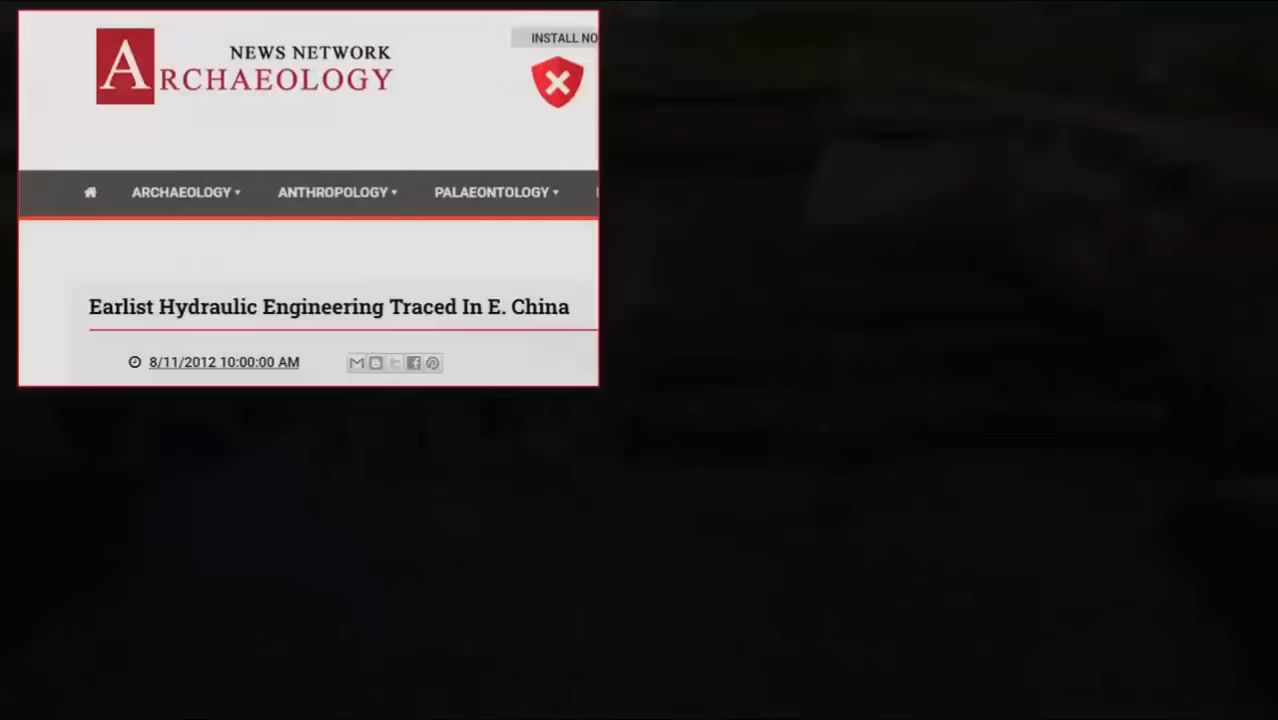 NEWS NETWORK
ARCHAEOLOGY
INSTALL NO
ARCHAEOLOGY
ANTHROPOLOGY
PALAEONTOLOGY
Earlist Hydraulic Engineering Traced In E. China
8/11/2012 10:00:00 AM